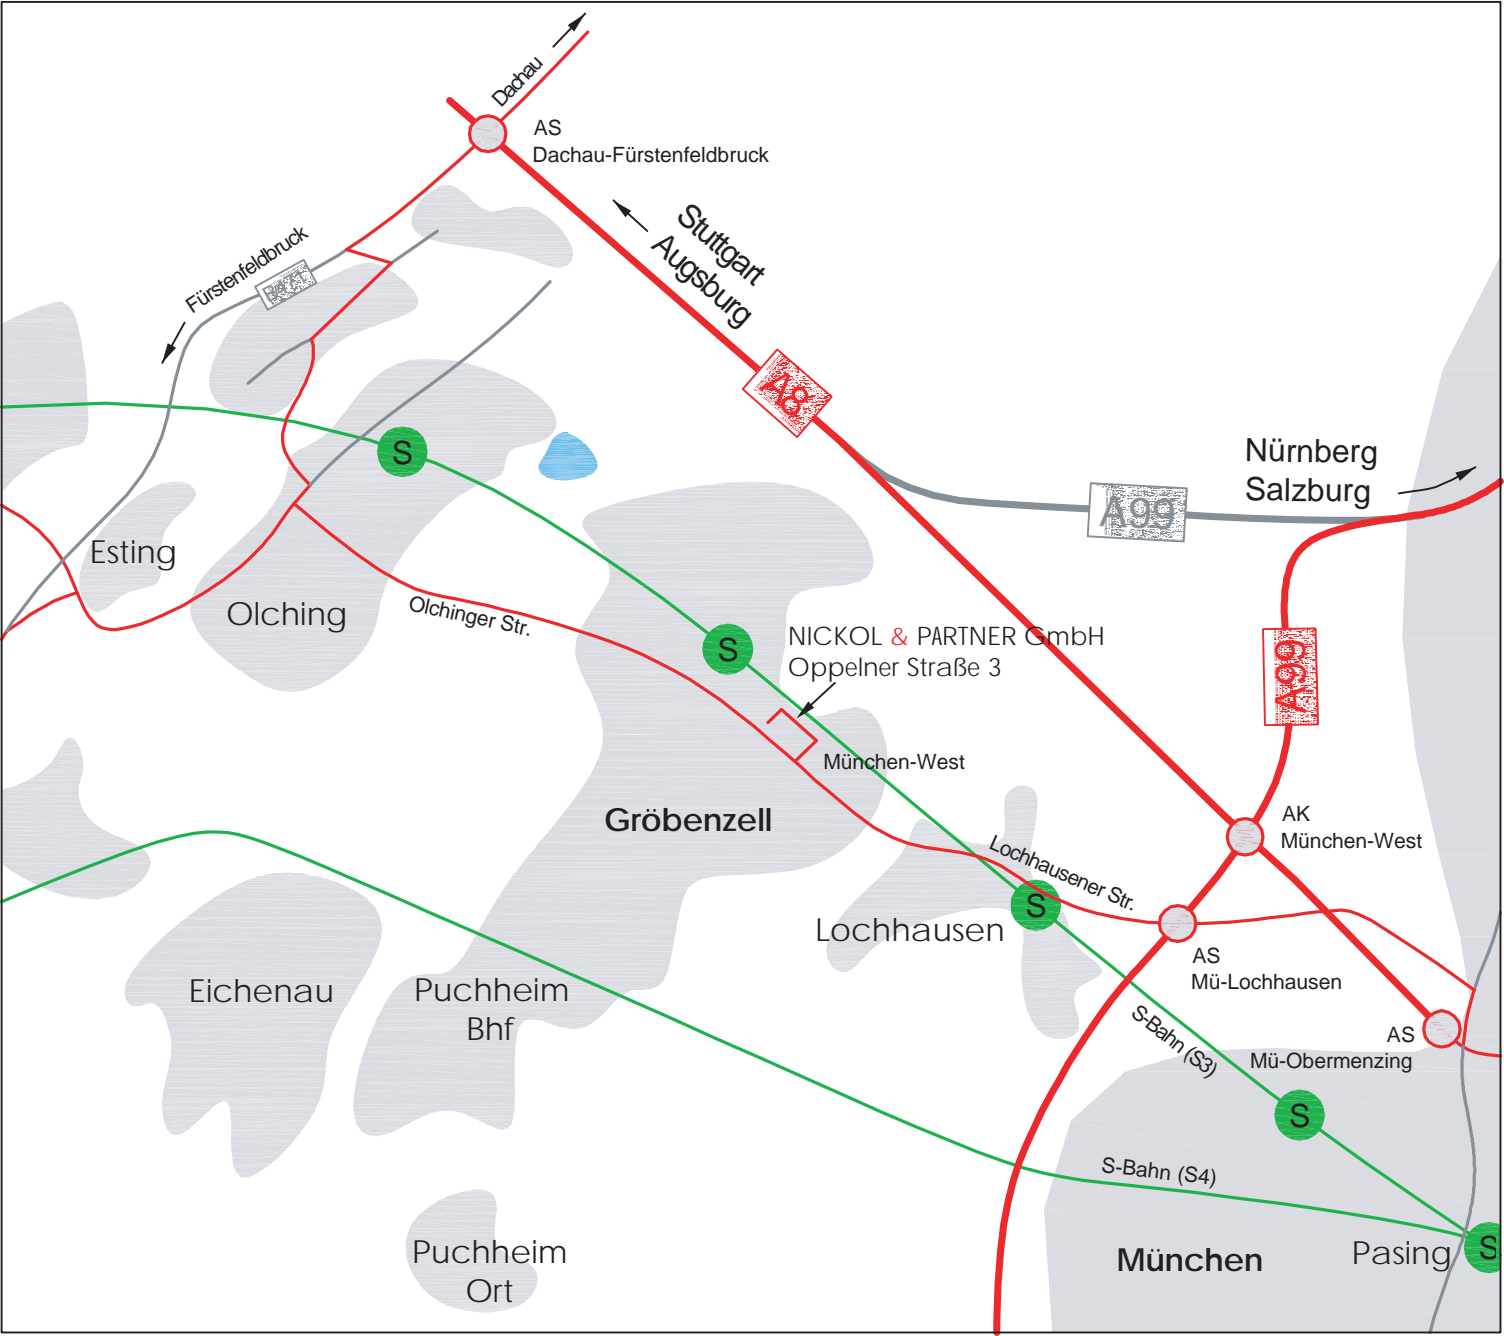 Dachau
AS
Dachau-Fürstenfeldbruck
Stuttgart
Augsburg
Fürstenfeldbruck
B471
A8
S
Nürnberg
Salzburg
A99
Esting
Olching
Olchinger Str.
S
NICKOL & PARTNER GmbH
Oppelner Straße 3
A99
München-West
Gröbenzell
AK
München-West
Lochhausener Str.
S
Lochhausen
AS
Mü-Lochhausen
Eichenau
Puchheim
Bhf
S-Bahn (S3)
AS
Mü-Obermenzing
S
S-Bahn (S4)
Puchheim
Ort
München
Pasing
S